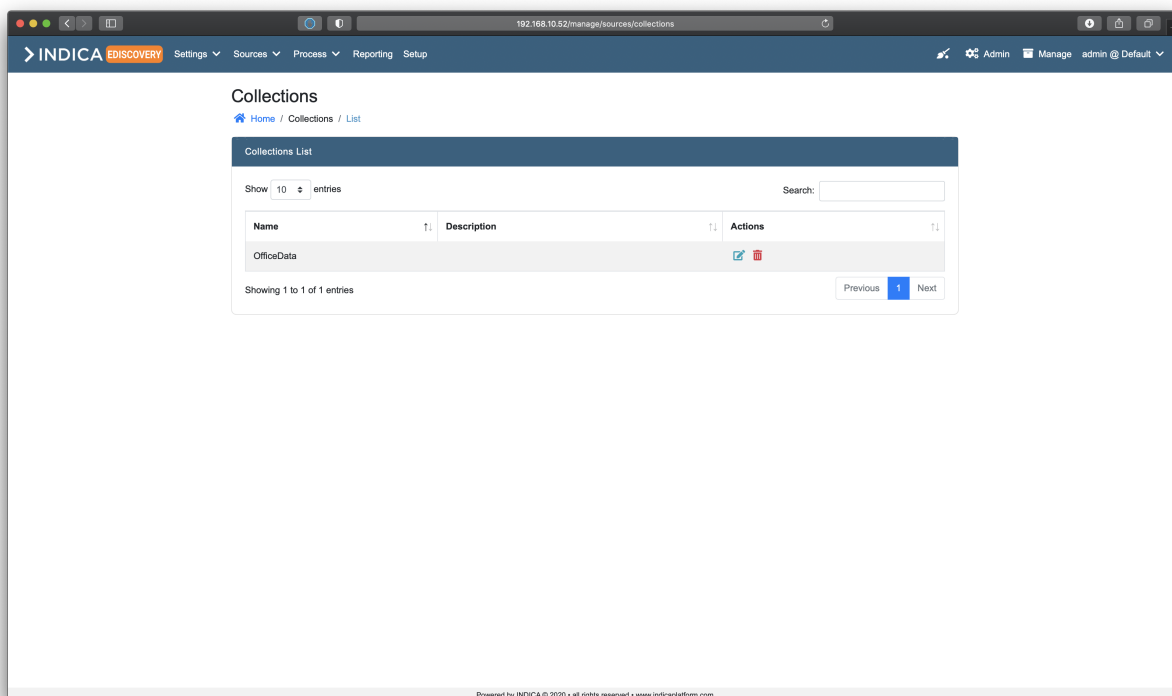 192.168.10.52/manage/sources/collections
INDICA EDISCOVERY Settings Sources Process Reporting Setup Admin Manage admin @ Default
Collections
Home / Collections / List
Collections List
Show 10 entries Search:
Name Description Actions
OfficeData
Showing 1 to 1 of 1 entries Previous 1 Next
Powered by INDICA © 2020 • all rights reserved • www.indicaplatform.com